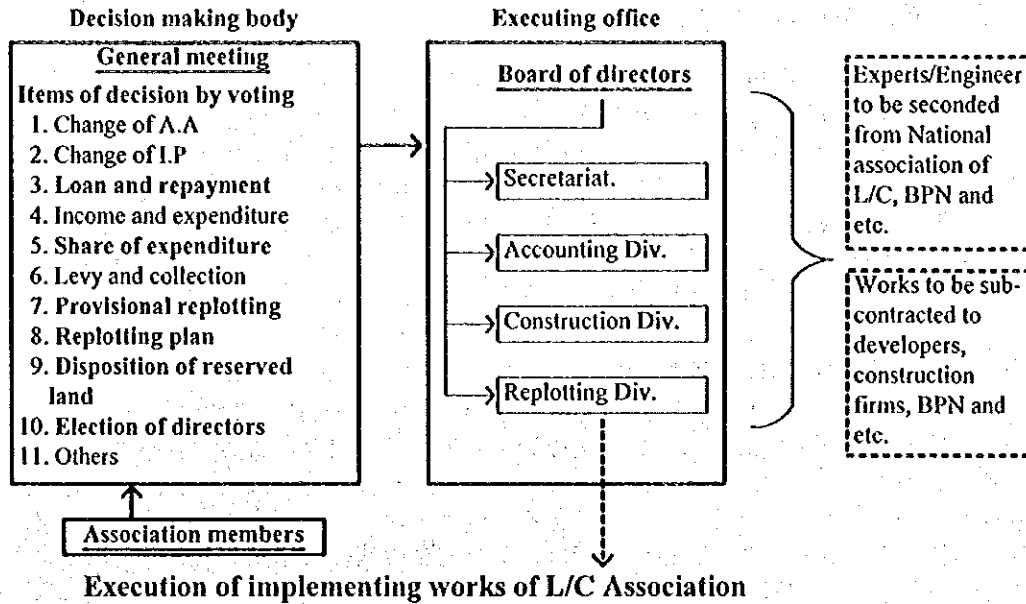 Decision making body
General meeting
Items of decision by voting
1. Change of A.A
2. Change of I.P
3. Loan and repayment
4. Income and expenditure
5. Share of expenditure
6. Levy and collection
7. Provisional replotting
8. Replotting plan
9. Disposition of reserved
land
10. Election of directors
11. Others
Association members
Executing office
Board of directors
Secretariat.
Accounting Div.
Construction Div.
Replotting Div.
Experts/Engineer
to be seconded
from National
association of
L/C, BPN and
etc.
Works to be sub-
contracted to
developers,
construction
firms, BPN and
etc.
Execution of implementing works of L/C Association